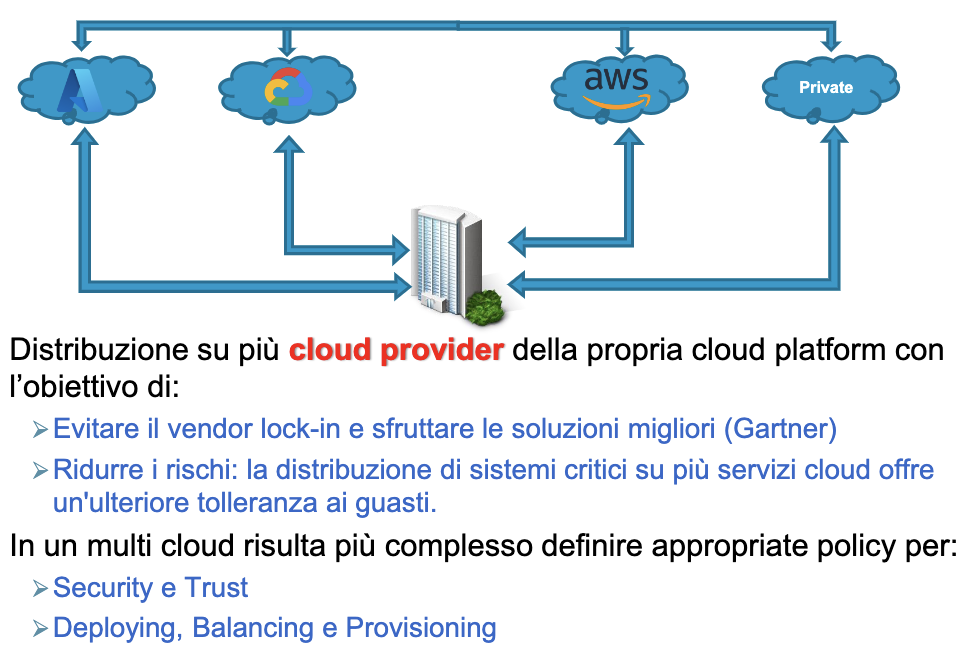 aws
Private
Distribuzione su più cloud provider della propria cloud platform con
l’obiettivo di:
Evitare il vendor lock-in e sfruttare le soluzioni migliori (Gartner)
Ridurre i rischi: la distribuzione di sistemi critici su più servizi cloud offre
un'ulteriore tolleranza ai guasti.
In un multi cloud risulta più complesso definire appropriate policy per:
Security e Trust
Deploying, Balancing e Provisioning